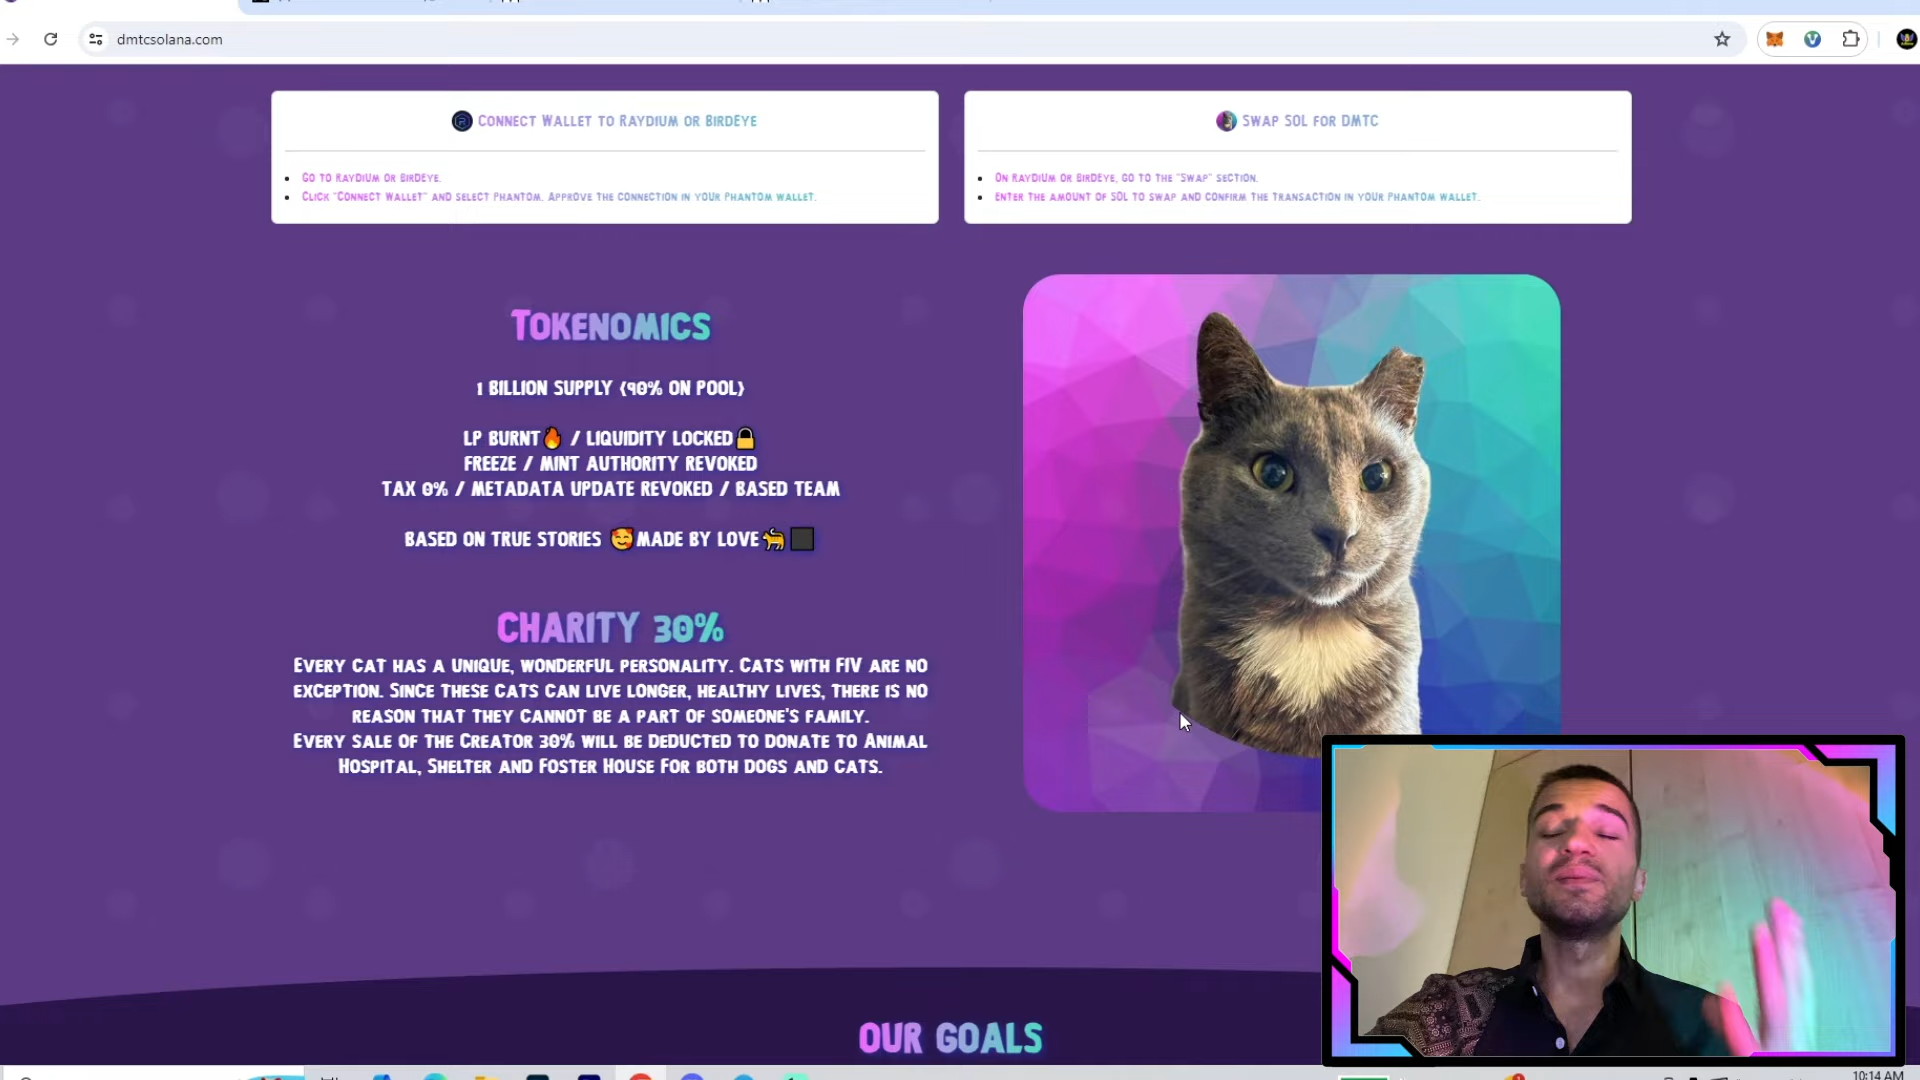 dmtcsolana.com
Connect Wallet to Raydium or BirdEye
Go to Raydium or BirdEye.
Click "Connect Wallet" and select Phantom. Approve the connection in your Phantom wallet.
Swap SOL for DMTC
On Raydium or BirdEye, go to the "Swap" section.
Enter the amount of SOL to swap and confirm the transaction in your Phantom wallet.
Tokenomics
1 BILLION SUPPLY {90% ON POOL}
LP BURNT🔥 / LIQUIDITY LOCKED🔒
FREEZE / MINT AUTHORITY REVOKED
TAX 0% / METADATA UPDATE REVOKED / BASED TEAM
BASED ON TRUE STORIES 🥰MADE BY LOVE🐈⬛
CHARITY 30%
Every cat has a unique, wonderful personality. Cats with FIV are no
exception. Since these cats can live longer, healthy lives, there is no
reason that they cannot be a part of someone's family.
Every sale of the Creator 30% will be deducted to donate to Animal
Hospital, Shelter and Foster House For both dogs and cats.
OUR GOALS
10:14 AM